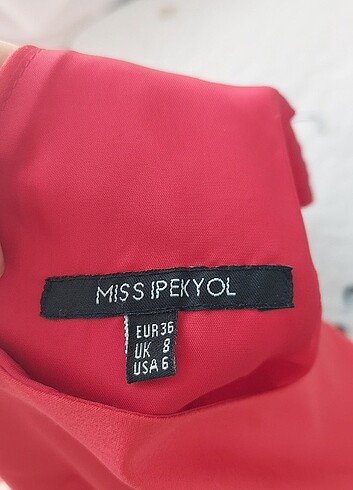 MISS IPEKYOL
EUR 36
UK 8
USA 6